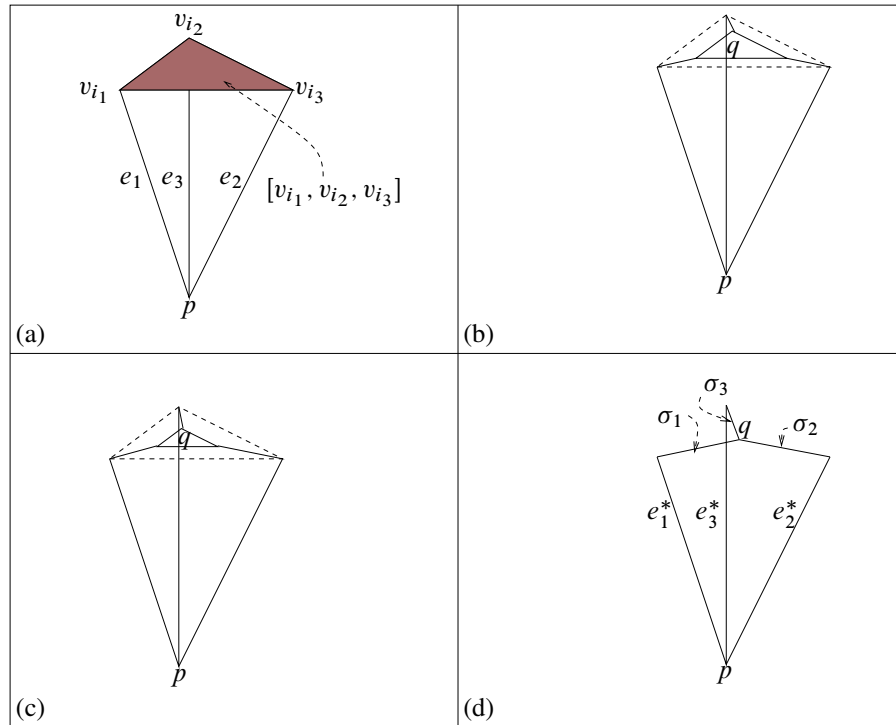 v_{i_2}
v_{i_1} v_{i_3}
e_1 e_3 e_2
[v_{i_1}, v_{i_2}, v_{i_3}]
p
(a)
q
p
(b)
q
p
(c)
σ_3
σ_1 q σ_2
e_1^* e_3^* e_2^*
p
(d)